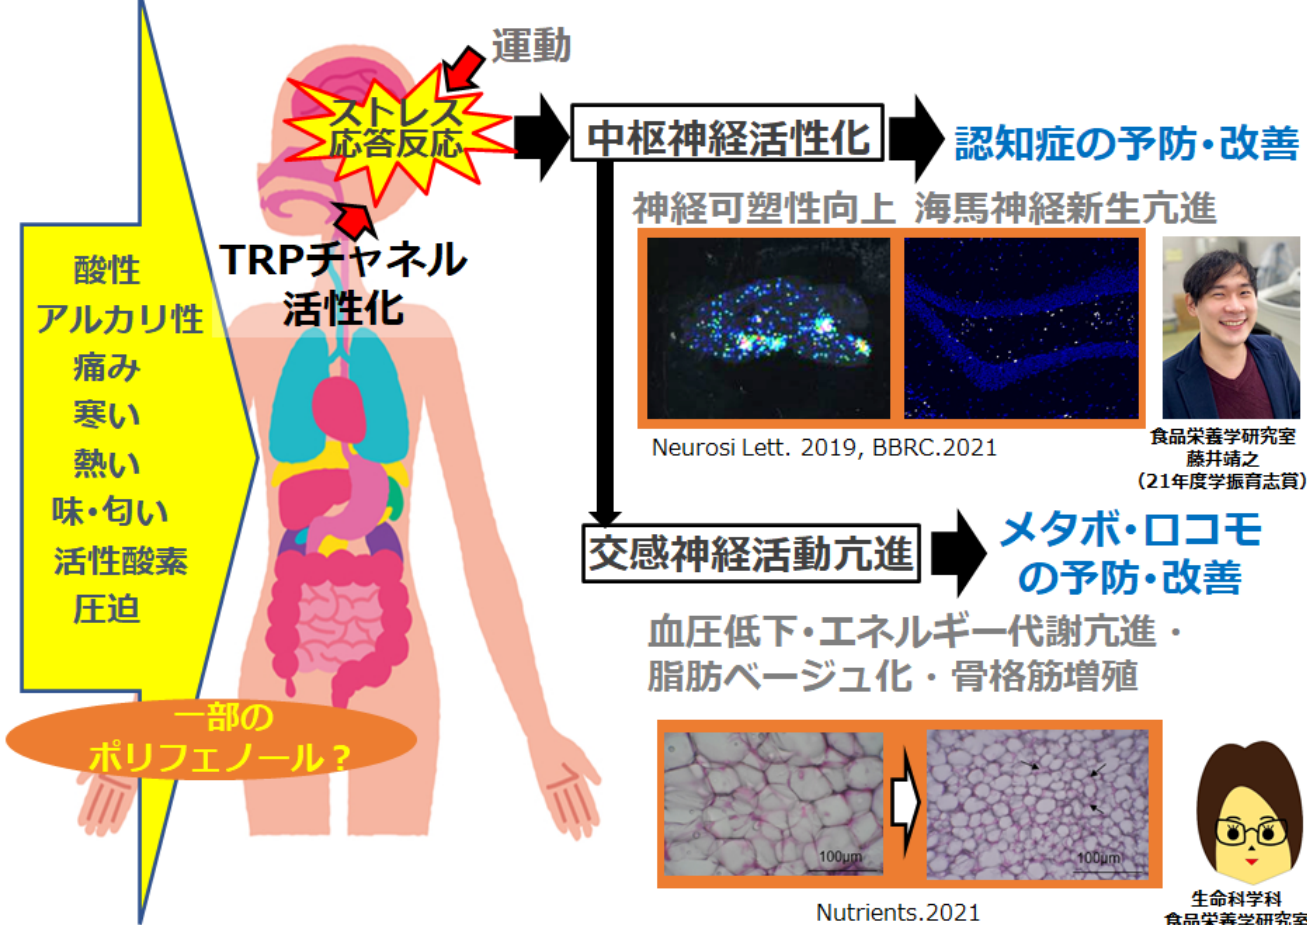 運動
ストレス
応答反応
中枢神経活性化
認知症の予防・改善
神経可塑性向上 海馬神経新生亢進
TRPチャネル
活性化
酸性
アルカリ性
痛み
寒い
熱い
味・匂い
活性酸素
圧迫
一部の
ポリフェノール？
Neurosi Lett. 2019, BBRC.2021
食品栄養学研究室
藤井靖之
（21年度学振育志賞）
交感神経活動亢進
メタボ・ロコモ
の予防・改善
血圧低下・エネルギー代謝亢進・
脂肪ベージュ化・骨格筋増殖
100μm
100μm
Nutrients.2021
生命科学科
食品栄養学研究室